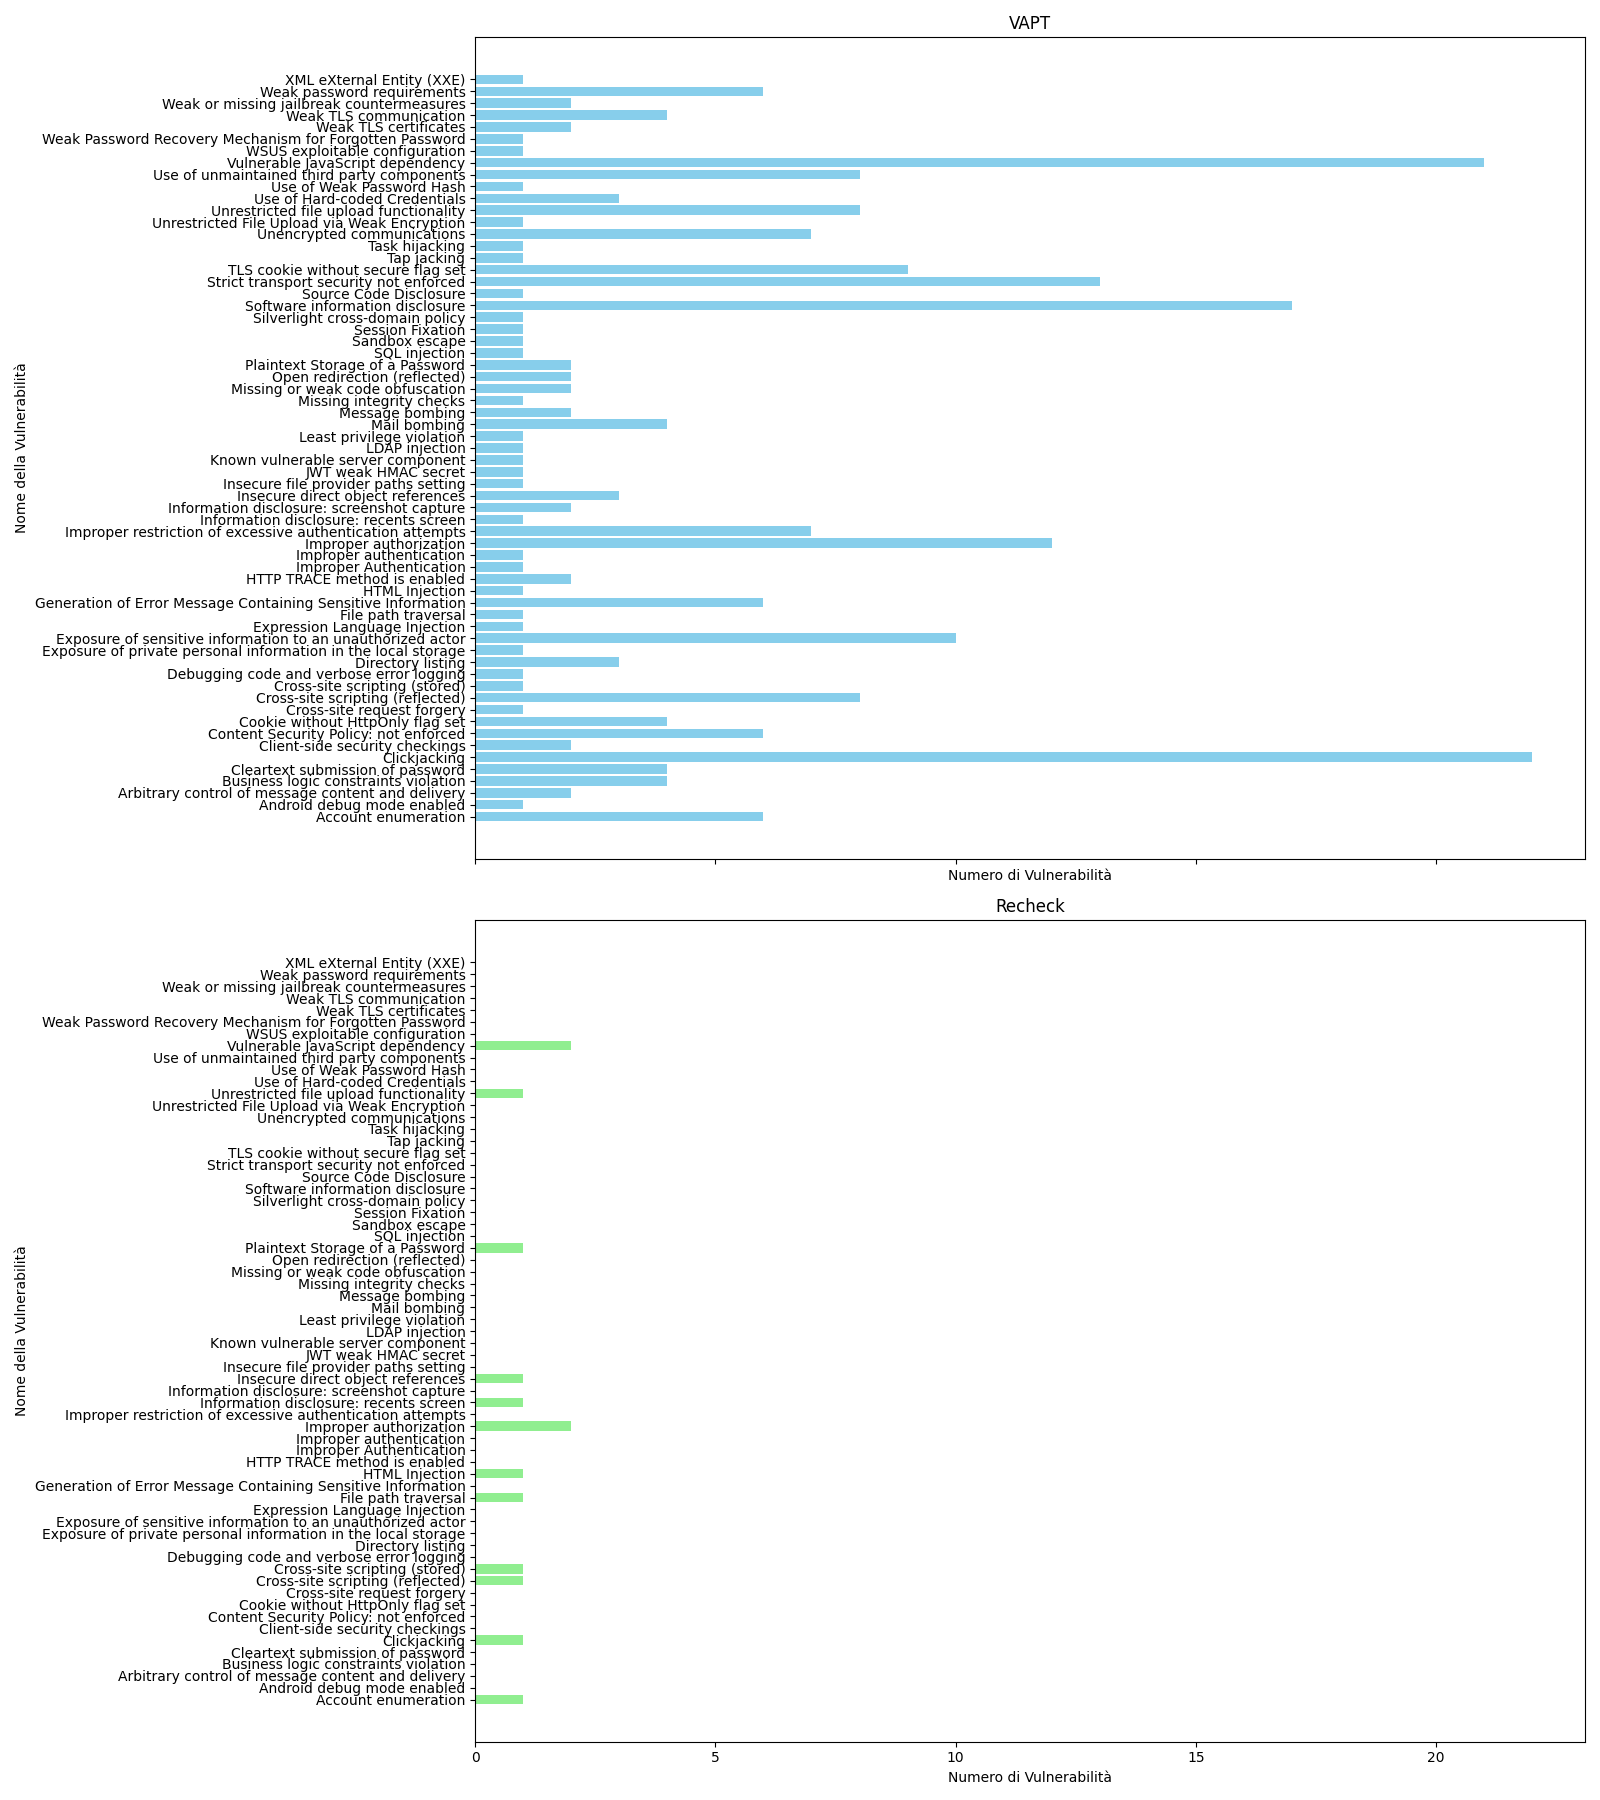 VAPT
Nome della Vulnerabilità
XML eXternal Entity (XXE)
Weak password requirements
Weak or missing jailbreak countermeasures
Weak TLS communication
Weak TLS certificates
Weak Password Recovery Mechanism for Forgotten Password
WSUS exploitable configuration
Vulnerable JavaScript dependency
Use of unmaintained third party components
Use of Weak Password Hash
Use of Hard-coded Credentials
Unrestricted file upload functionality
Unrestricted File Upload via Weak Encryption
Unencrypted communications
Task hijacking
Tap jacking
TLS cookie without secure flag set
Strict transport security not enforced
Source Code Disclosure
Software information disclosure
Silverlight cross-domain policy
Session Fixation
Sandbox escape
SQL injection
Plaintext Storage of a Password
Open redirection (reflected)
Missing or weak code obfuscation
Missing integrity checks
Message bombing
Mail bombing
Least privilege violation
LDAP injection
Known vulnerable server component
JWT weak HMAC secret
Insecure file provider paths setting
Insecure direct object references
Information disclosure: screenshot capture
Information disclosure: recents screen
Improper restriction of excessive authentication attempts
Improper authorization
Improper authentication
Improper Authentication
HTTP TRACE method is enabled
HTML Injection
Generation of Error Message Containing Sensitive Information
File path traversal
Expression Language Injection
Exposure of sensitive information to an unauthorized actor
Exposure of private personal information in the local storage
Directory listing
Debugging code and verbose error logging
Cross-site scripting (stored)
Cross-site scripting (reflected)
Cross-site request forgery
Cookie without HttpOnly flag set
Content Security Policy: not enforced
Client-side security checkings
Clickjacking
Cleartext submission of password
Business logic constraints violation
Arbitrary control of message content and delivery
Android debug mode enabled
Account enumeration
Numero di Vulnerabilità
Recheck
Nome della Vulnerabilità
XML eXternal Entity (XXE)
Weak password requirements
Weak or missing jailbreak countermeasures
Weak TLS communication
Weak TLS certificates
Weak Password Recovery Mechanism for Forgotten Password
WSUS exploitable configuration
Vulnerable JavaScript dependency
Use of unmaintained third party components
Use of Weak Password Hash
Use of Hard-coded Credentials
Unrestricted file upload functionality
Unrestricted File Upload via Weak Encryption
Unencrypted communications
Task hijacking
Tap jacking
TLS cookie without secure flag set
Strict transport security not enforced
Source Code Disclosure
Software information disclosure
Silverlight cross-domain policy
Session Fixation
Sandbox escape
SQL injection
Plaintext Storage of a Password
Open redirection (reflected)
Missing or weak code obfuscation
Missing integrity checks
Message bombing
Mail bombing
Least privilege violation
LDAP injection
Known vulnerable server component
JWT weak HMAC secret
Insecure file provider paths setting
Insecure direct object references
Information disclosure: screenshot capture
Information disclosure: recents screen
Improper restriction of excessive authentication attempts
Improper authorization
Improper authentication
Improper Authentication
HTTP TRACE method is enabled
HTML Injection
Generation of Error Message Containing Sensitive Information
File path traversal
Expression Language Injection
Exposure of sensitive information to an unauthorized actor
Exposure of private personal information in the local storage
Directory listing
Debugging code and verbose error logging
Cross-site scripting (stored)
Cross-site scripting (reflected)
Cross-site request forgery
Cookie without HttpOnly flag set
Content Security Policy: not enforced
Client-side security checkings
Clickjacking
Cleartext submission of password
Business logic constraints violation
Arbitrary control of message content and delivery
Android debug mode enabled
Account enumeration
0 5 10 15 20
Numero di Vulnerabilità